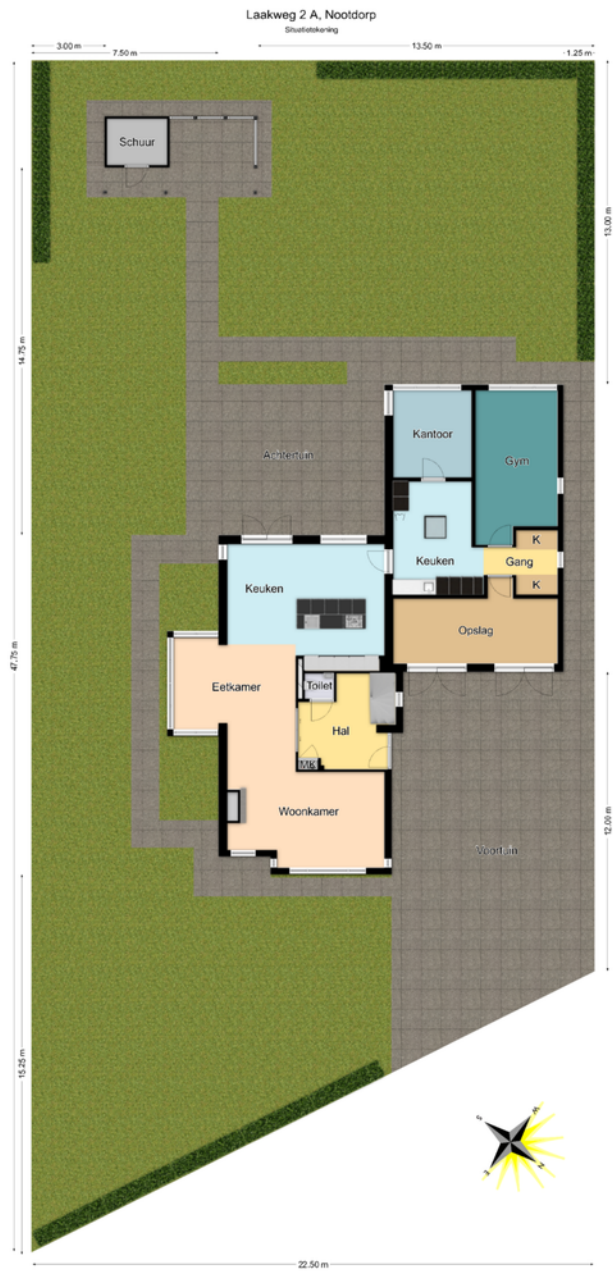 Laakweg 2 A, Nootdorp
Situatietekening
3.00 m
13.50 m
7.50 m
1.25 m
Schuur
13.00 m
14.75 m
Kantoor
Achtertuin
Gym
K
Keuken
Gang
Keuken
K
Opslag
47.75 m
Toilet
Eetkamer
Hal
MK
Woonkamer
12.00 m
Voortuin
15.25 m
W
S
N
E
22.50 m